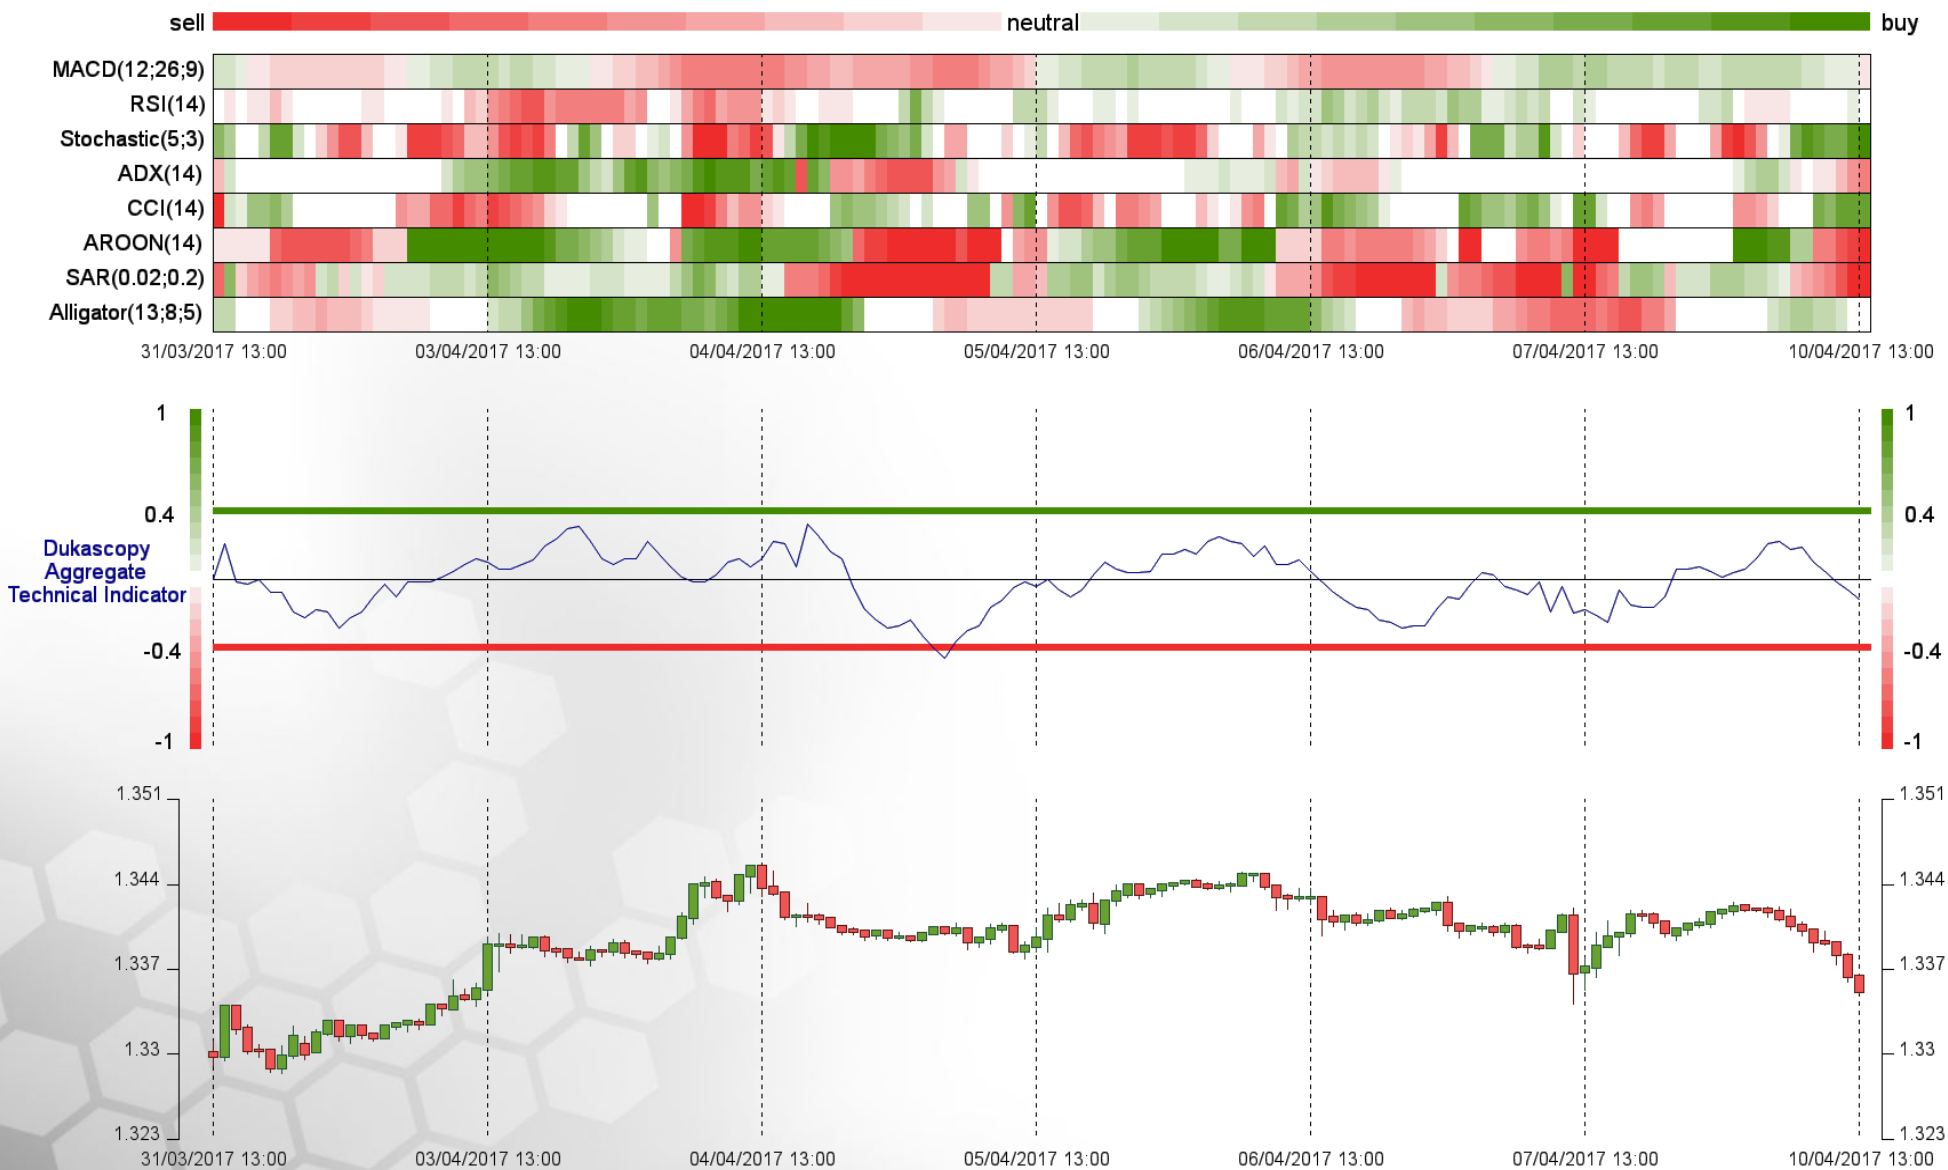 sell neutral buy
MACD(12;26;9)
RSI(14)
Stochastic(5;3)
ADX(14)
CCI(14)
AROON(14)
SAR(0.02;0.2)
Alligator(13;8;5)
31/03/2017 13:00 03/04/2017 13:00 04/04/2017 13:00 05/04/2017 13:00 06/04/2017 13:00 07/04/2017 13:00 10/04/2017 13:00
1 1
0.4 0.4
Dukascopy
Aggregate
Technical Indicator
-0.4 -0.4
-1 -1
1.351 1.351
1.344 1.344
1.337 1.337
1.33 1.33
1.323 1.323
31/03/2017 13:00 03/04/2017 13:00 04/04/2017 13:00 05/04/2017 13:00 06/04/2017 13:00 07/04/2017 13:00 10/04/2017 13:00